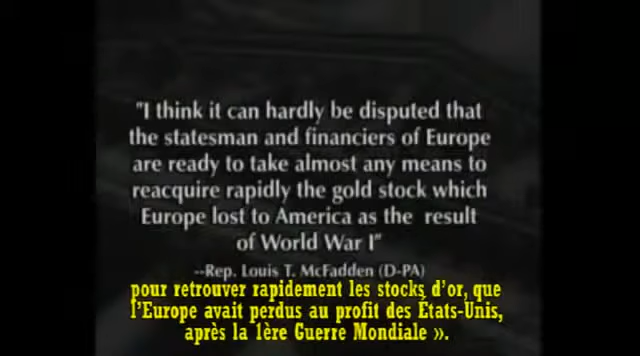 "I think it can hardly be disputed that
the statesman and financiers of Europe
are ready to take almost any means to
reacquire rapidly the gold stock which
Europe lost to America as the result
of World War I"
--Rep. Louis T. McFadden (D-PA)
pour retrouver rapidement les stocks d'or, que
l'Europe avait perdus au profit des États-Unis,
après la 1ère Guerre Mondiale ».